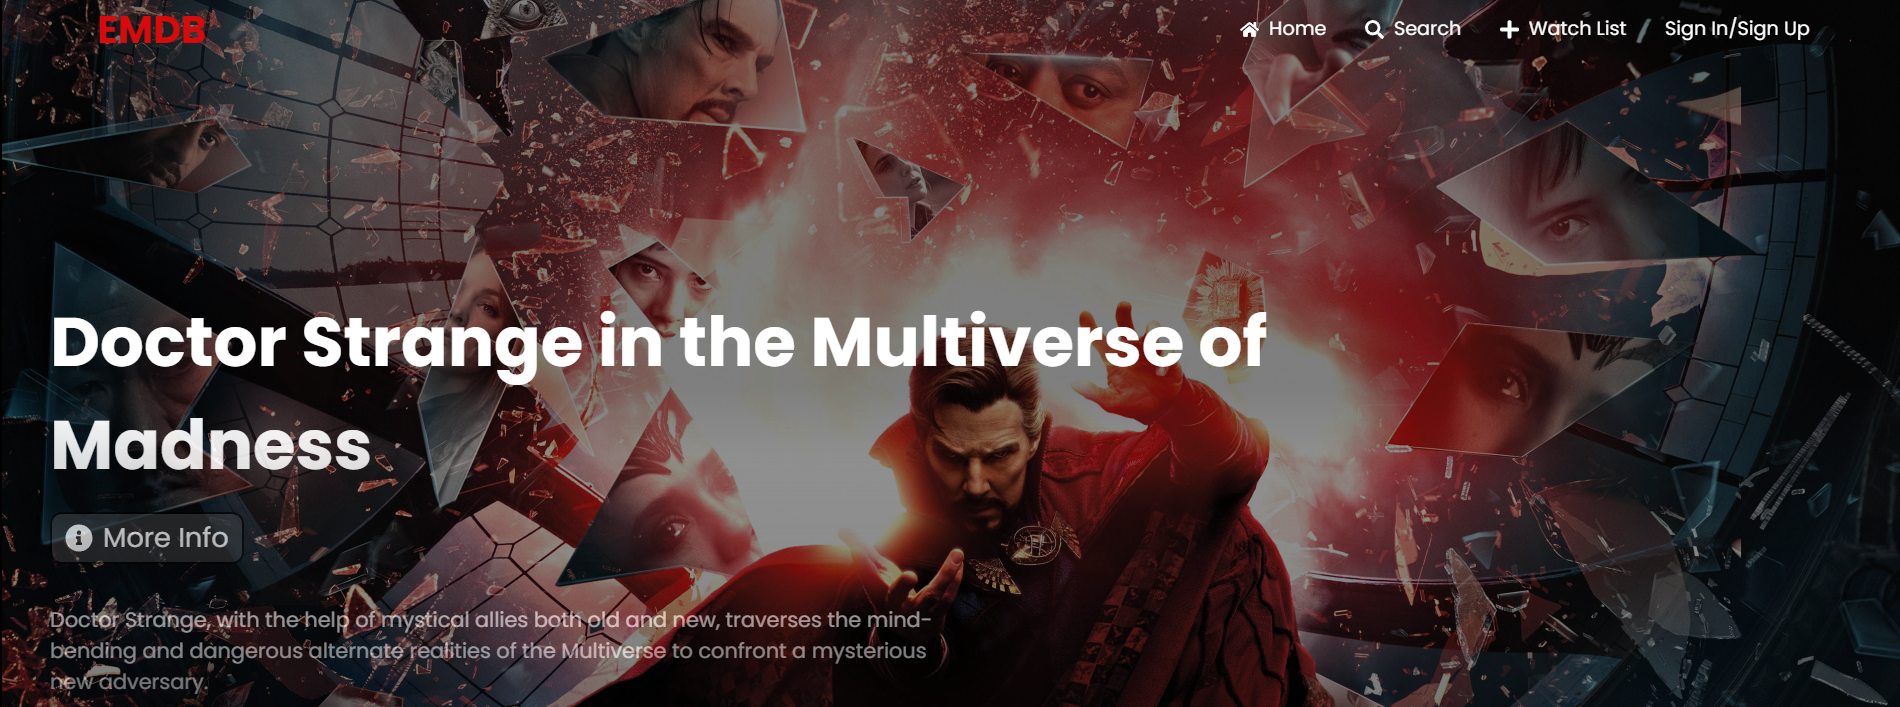 EMDB
Home
Search
Watch List
Sign In/Sign Up
Doctor Strange in the Multiverse of
Madness
More Info
Doctor Strange, with the help of mystical allies both old and new, traverses the mind-
bending and dangerous alternate realities of the Multiverse to confront a mysterious
new adversary.